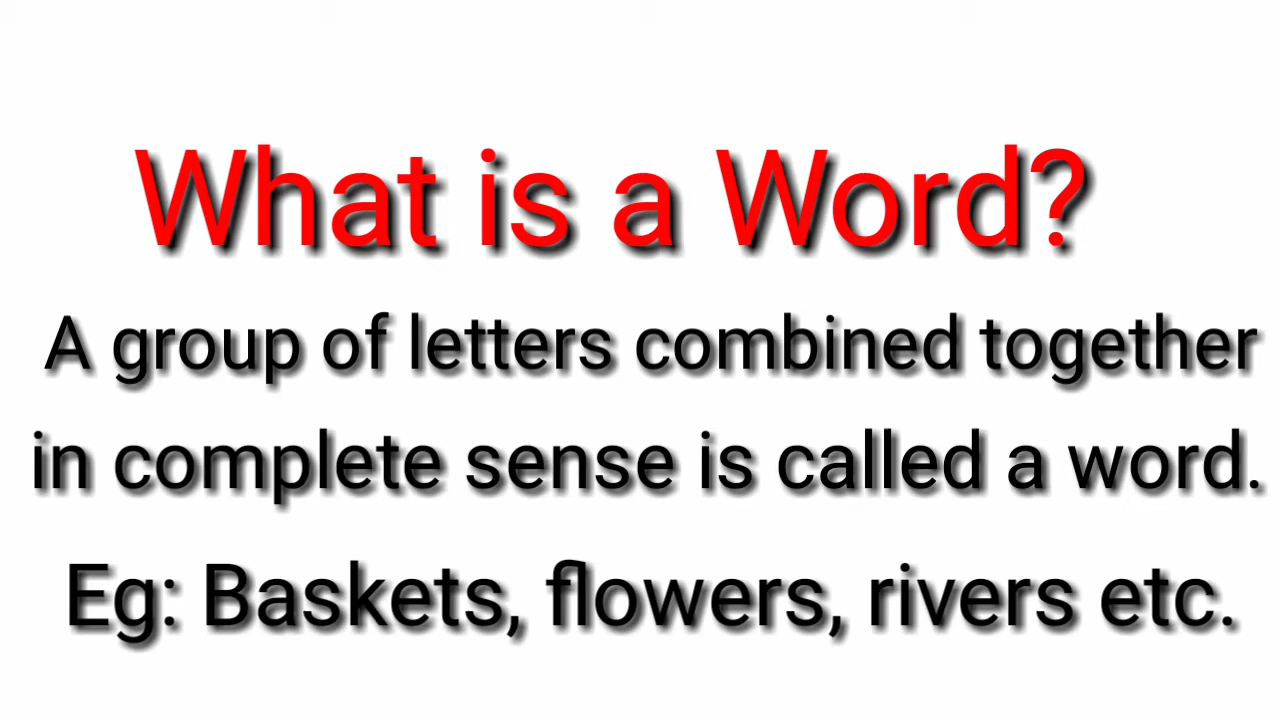 What is a Word?
A group of letters combined together
in complete sense is called a word.
Eg: Baskets, flowers, rivers etc.